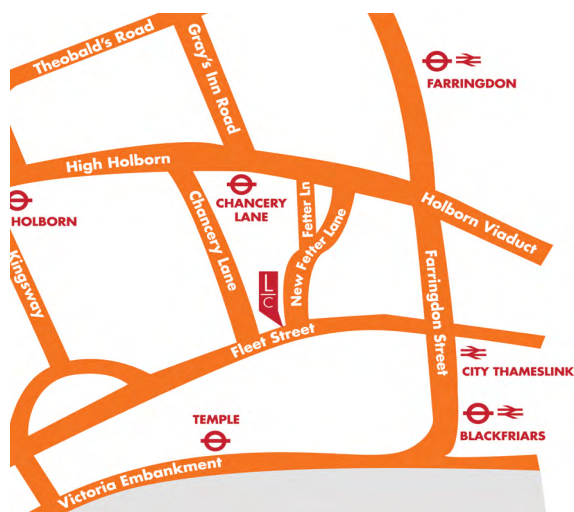 Theobald's Road
Gray's Inn Road
FARRINGDON
High Holborn
CHANCERY
LANE
Fetter Ln
HOLBORN
Chancery Lane
New Fetter Lane
Holborn Viaduct
Kingsway
L
C
Farringdon Street
Fleet Street
CITY THAMESLINK
TEMPLE
BLACKFRIARS
Victoria Embankment